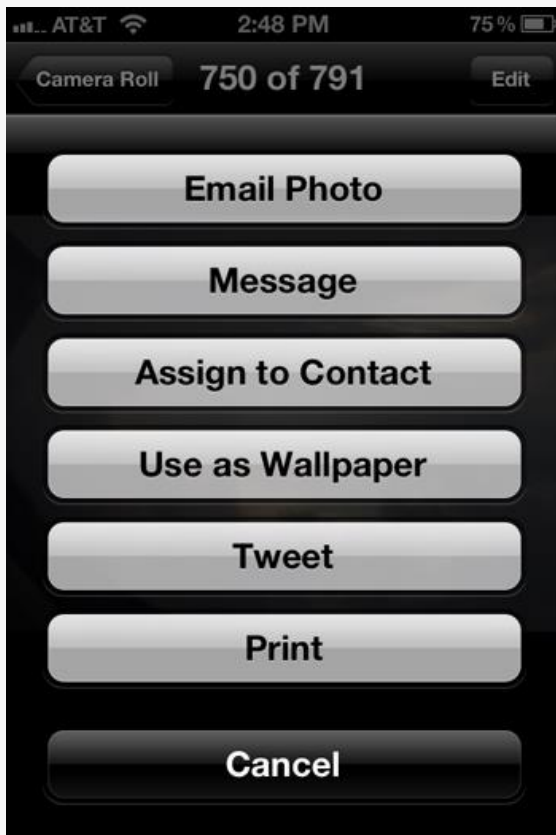 AT&T 2:48 PM 75%
Camera Roll 750 of 791 Edit
Email Photo
Message
Assign to Contact
Use as Wallpaper
Tweet
Print
Cancel